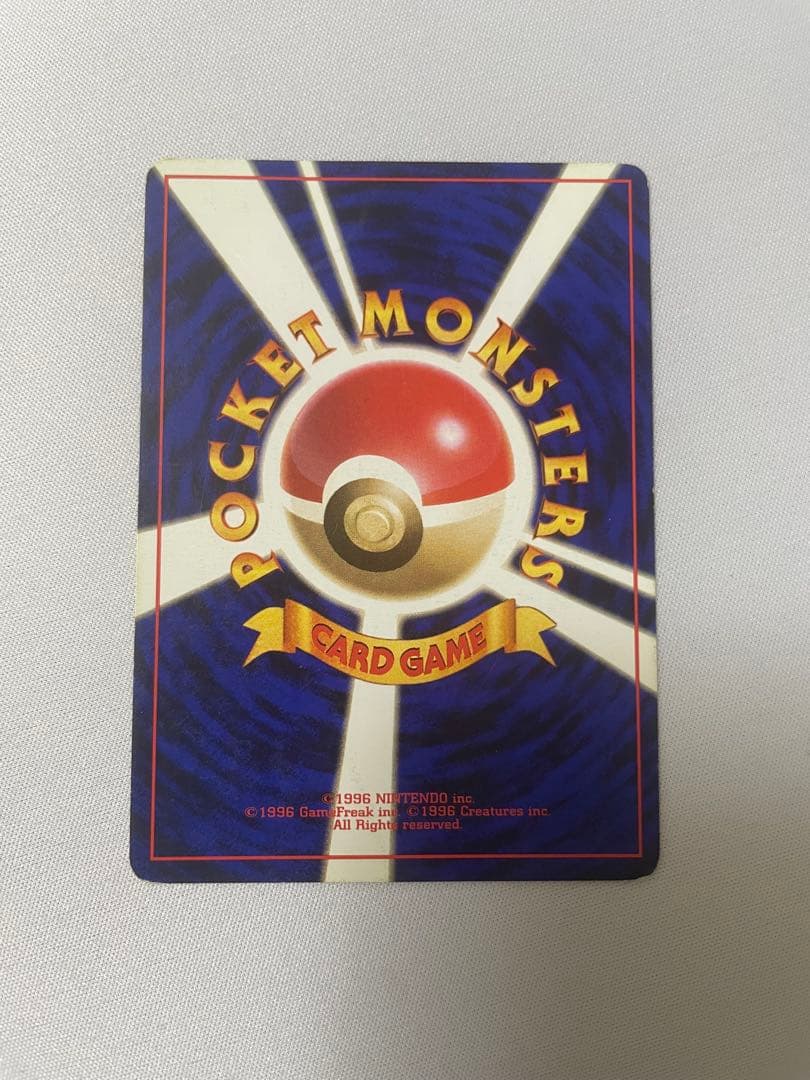 POCKET MONSTERS
CARD GAME
©1996 NINTENDO inc.
©1996 GameFreak inc. ©1996 Creatures inc.
All Rights reserved.